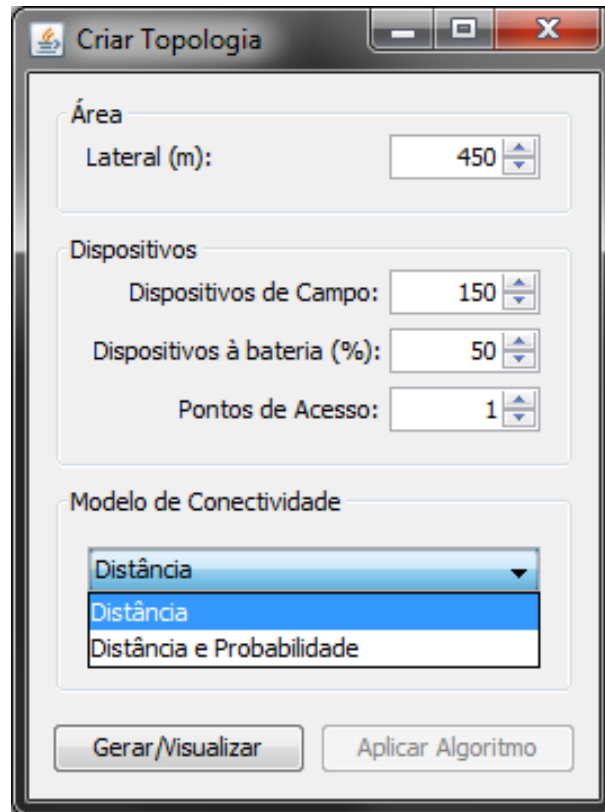 Criar Topologia
Área
Lateral (m): 450
Dispositivos
Dispositivos de Campo: 150
Dispositivos à bateria (%): 50
Pontos de Acesso: 1
Modelo de Conectividade
Distância
Distância
Distância e Probabilidade
Gerar/Visualizar Aplicar Algoritmo